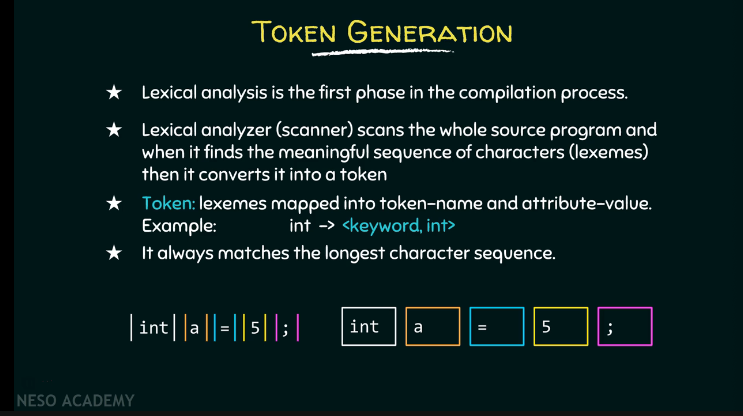 TOKEN GENERATION
★ Lexical analysis is the first phase in the compilation process.
★ Lexical analyzer (scanner) scans the whole source program and
when it finds the meaningful sequence of characters (lexemes)
then it converts it into a token
★ Token: lexemes mapped into token-name and attribute-value.
Example: int -> <keyword, int>
★ It always matches the longest character sequence.
|int||a||=||5||;| int a = 5 ;
NESO ACADEMY